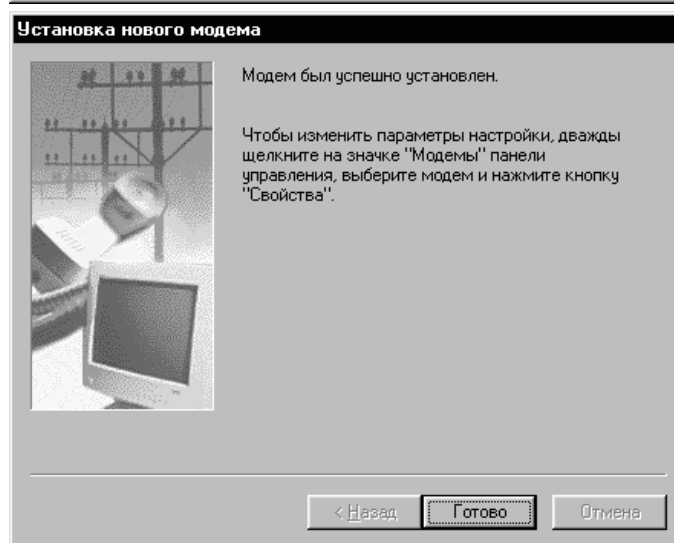 Установка нового модема
Модем был успешно установлен.
Чтобы изменить параметры настройки, дважды
щелкните на значке "Модемы" панели
управления, выберите модем и нажмите кнопку
"Свойства".
< Назад
Готово
Отмена